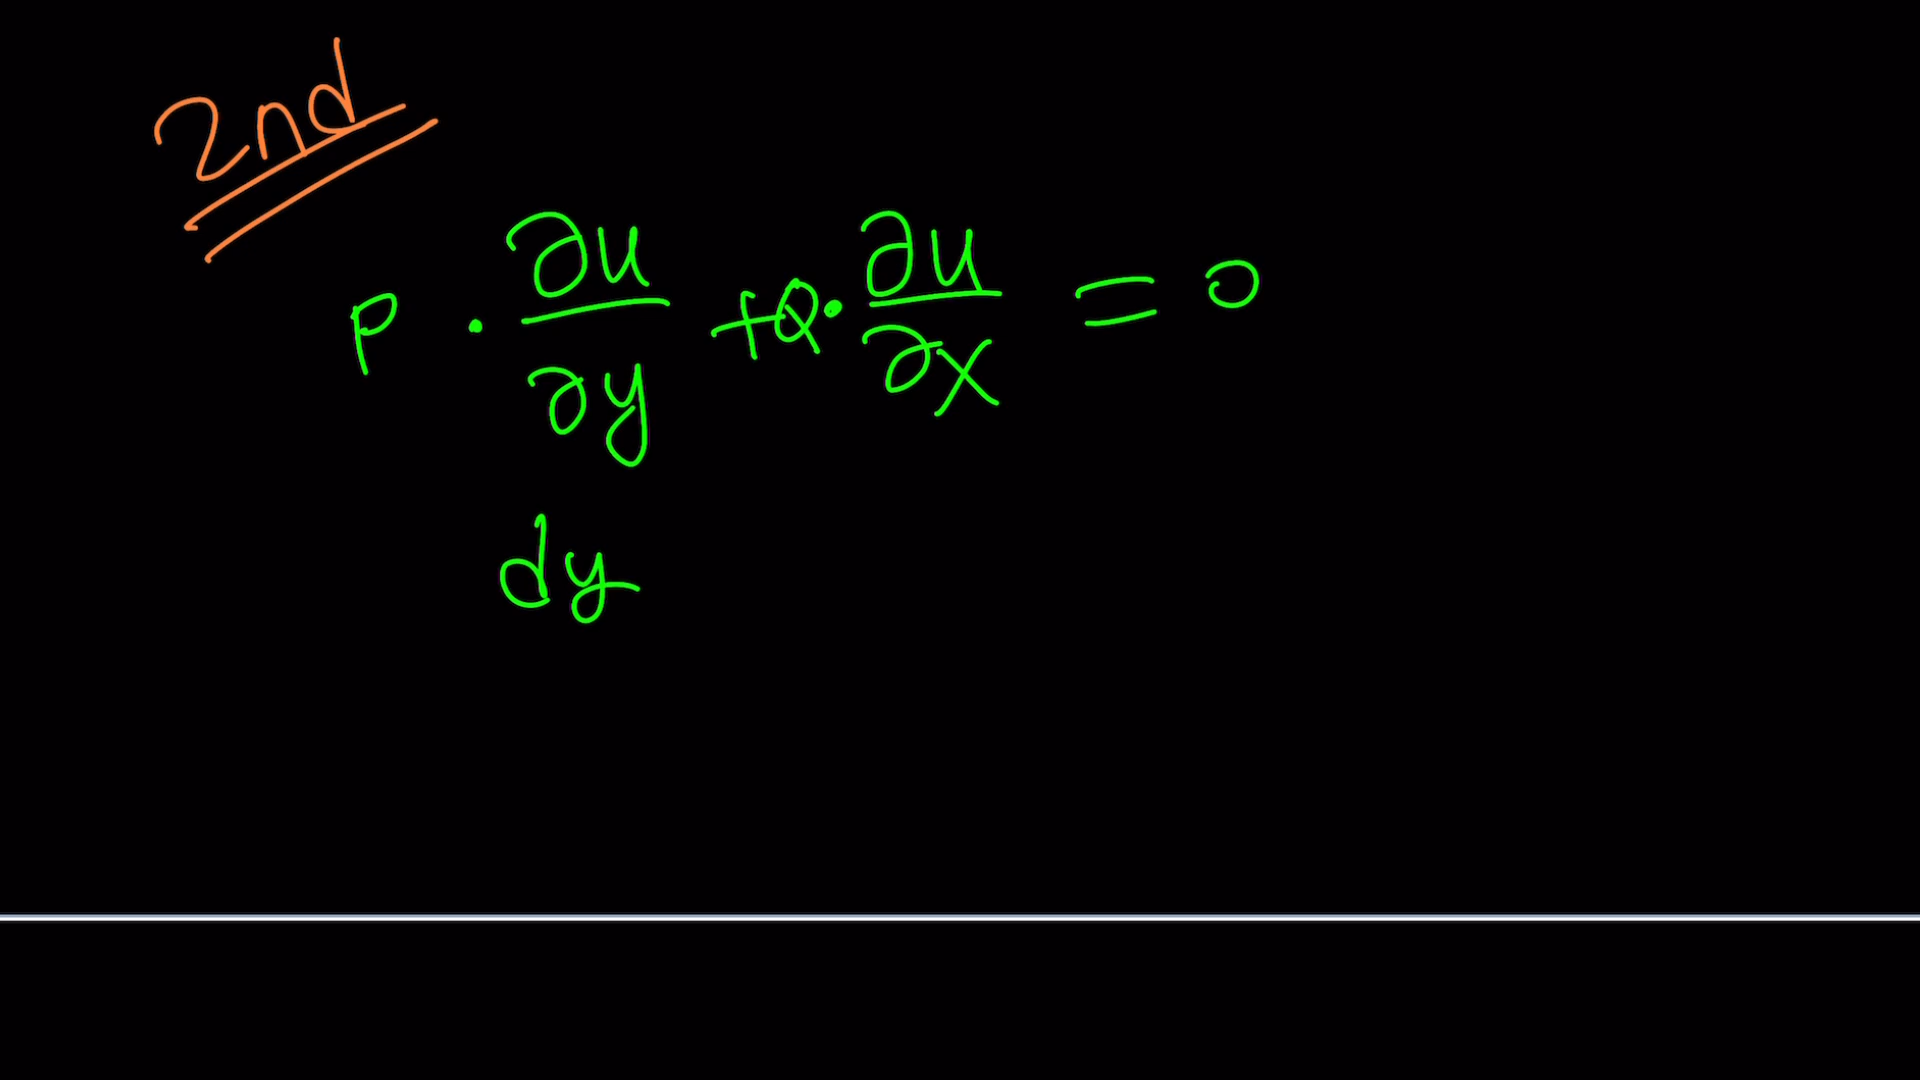 2nd
P · ∂u/∂y + Q · ∂u/∂x = 0
dy